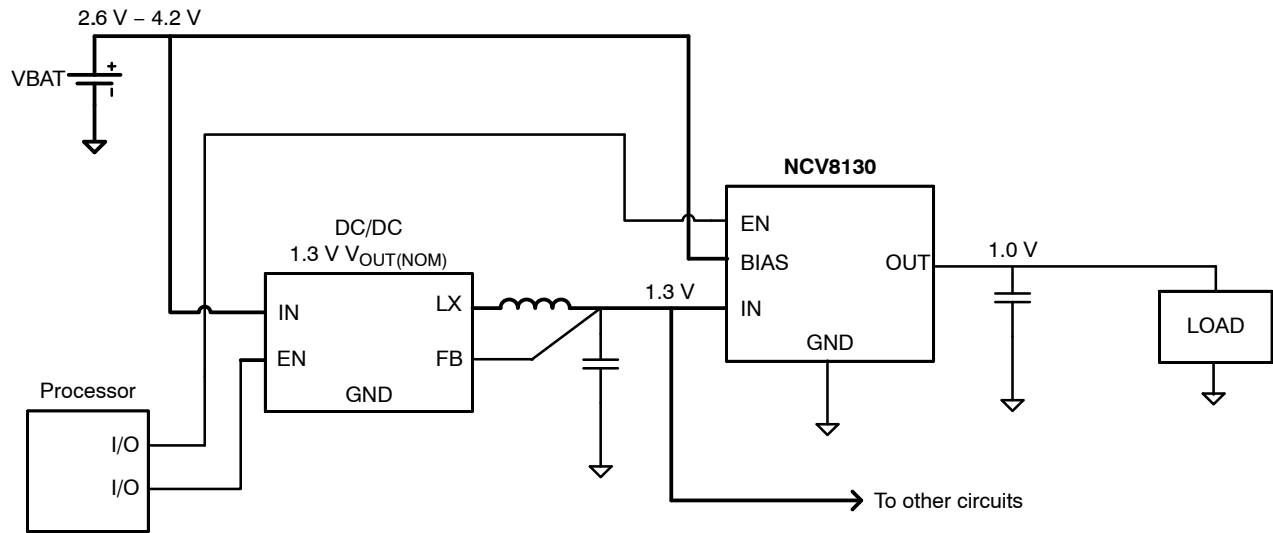 2.6 V − 4.2 V
VBAT
+
−
NCV8130
DC/DC
1.3 V VOUT(NOM)
EN
BIAS
OUT
1.0 V
LX
1.3 V
IN
IN
GND
LOAD
EN
FB
GND
Processor
I/O
I/O
To other circuits